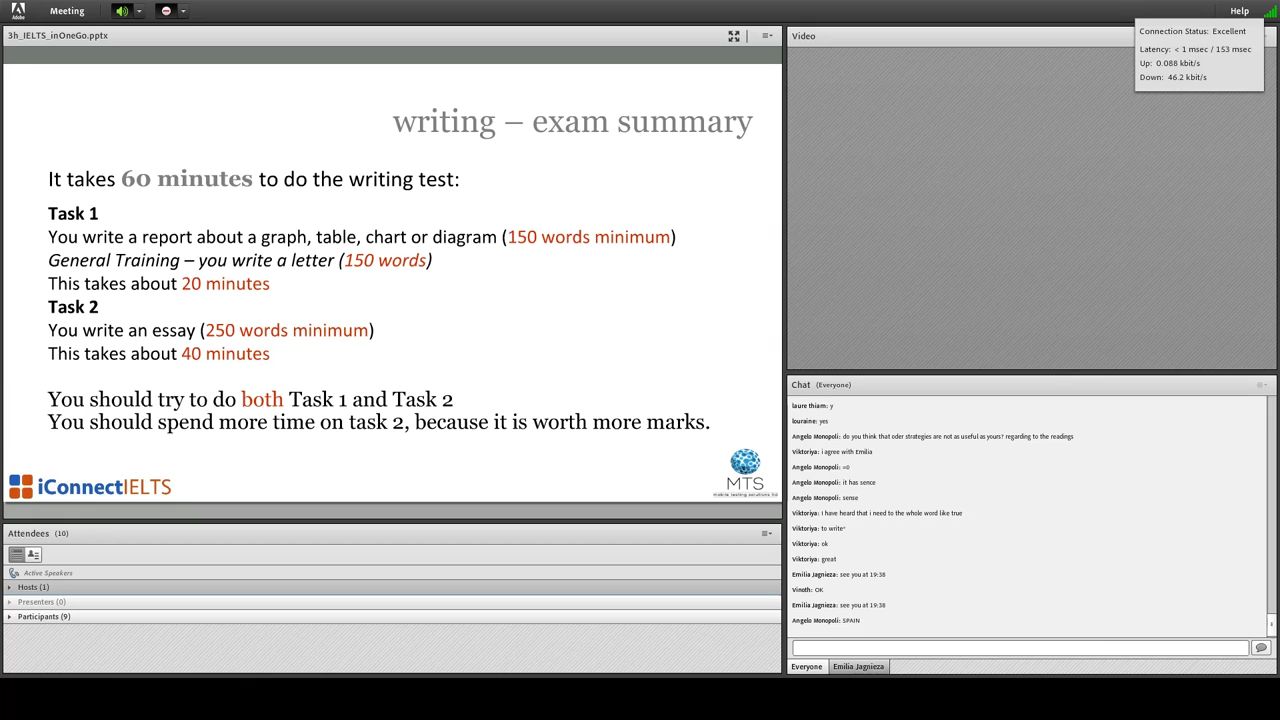 Adobe
Meeting
Help
3h_IELTS_inOneGo.pptx
Video
Connection Status: Excellent
Latency: < 1 msec / 153 msec
Up: 0.088 kbit/s
Down: 46.2 kbit/s
writing – exam summary
It takes 60 minutes to do the writing test:
Task 1
You write a report about a graph, table, chart or diagram (150 words minimum)
General Training – you write a letter (150 words)
This takes about 20 minutes
Task 2
You write an essay (250 words minimum)
This takes about 40 minutes
You should try to do both Task 1 and Task 2
You should spend more time on task 2, because it is worth more marks.
iConnectIELTS
MTS
mobile testing solutions ltd
Attendees (10)
Active Speakers
Hosts (1)
Presenters (0)
Participants (9)
Chat (Everyone)
laure thiam: y
louraine: yes
Angelo Monopoli: do you think that oder strategies are not as useful as yours? regarding to the readings
Viktoriya: i agree with Emilia
Angelo Monopoli: =0
Angelo Monopoli: it has sence
Angelo Monopoli: sense
Viktoriya: I have heard that i need to the whole word like true
Viktoriya: to write*
Viktoriya: ok
Viktoriya: great
Emilia Jagnieza: see you at 19:38
Vinoth: OK
Emilia Jagnieza: see you at 19:38
Angelo Monopoli: SPAIN
Everyone
Emilia Jagnieza